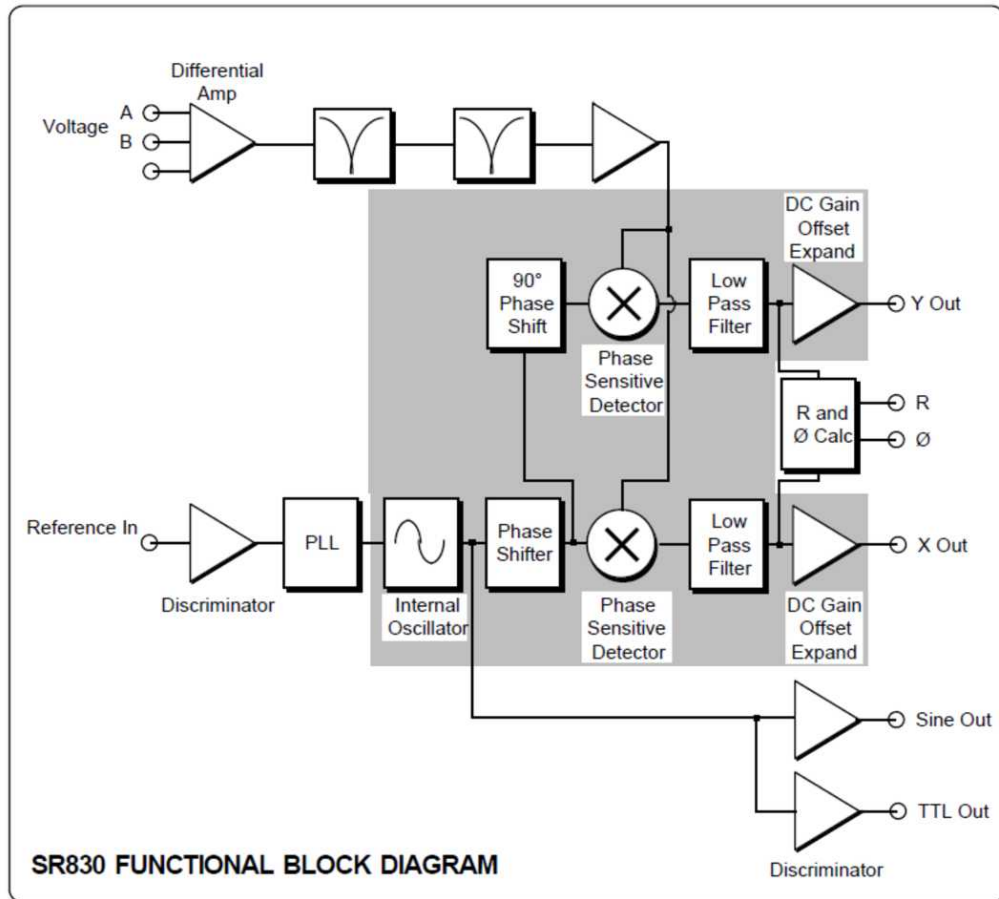 Differential
Amp
Voltage
A
B
DC Gain
Offset
Expand
90°
Phase
Shift
Low
Pass
Filter
Y Out
Phase
Sensitive
Detector
R and
Ø Calc
R
Ø
Reference In
PLL
Phase
Shifter
Low
Pass
Filter
X Out
Discriminator
Internal
Oscillator
Phase
Sensitive
Detector
DC Gain
Offset
Expand
Sine Out
TTL Out
Discriminator
SR830 FUNCTIONAL BLOCK DIAGRAM